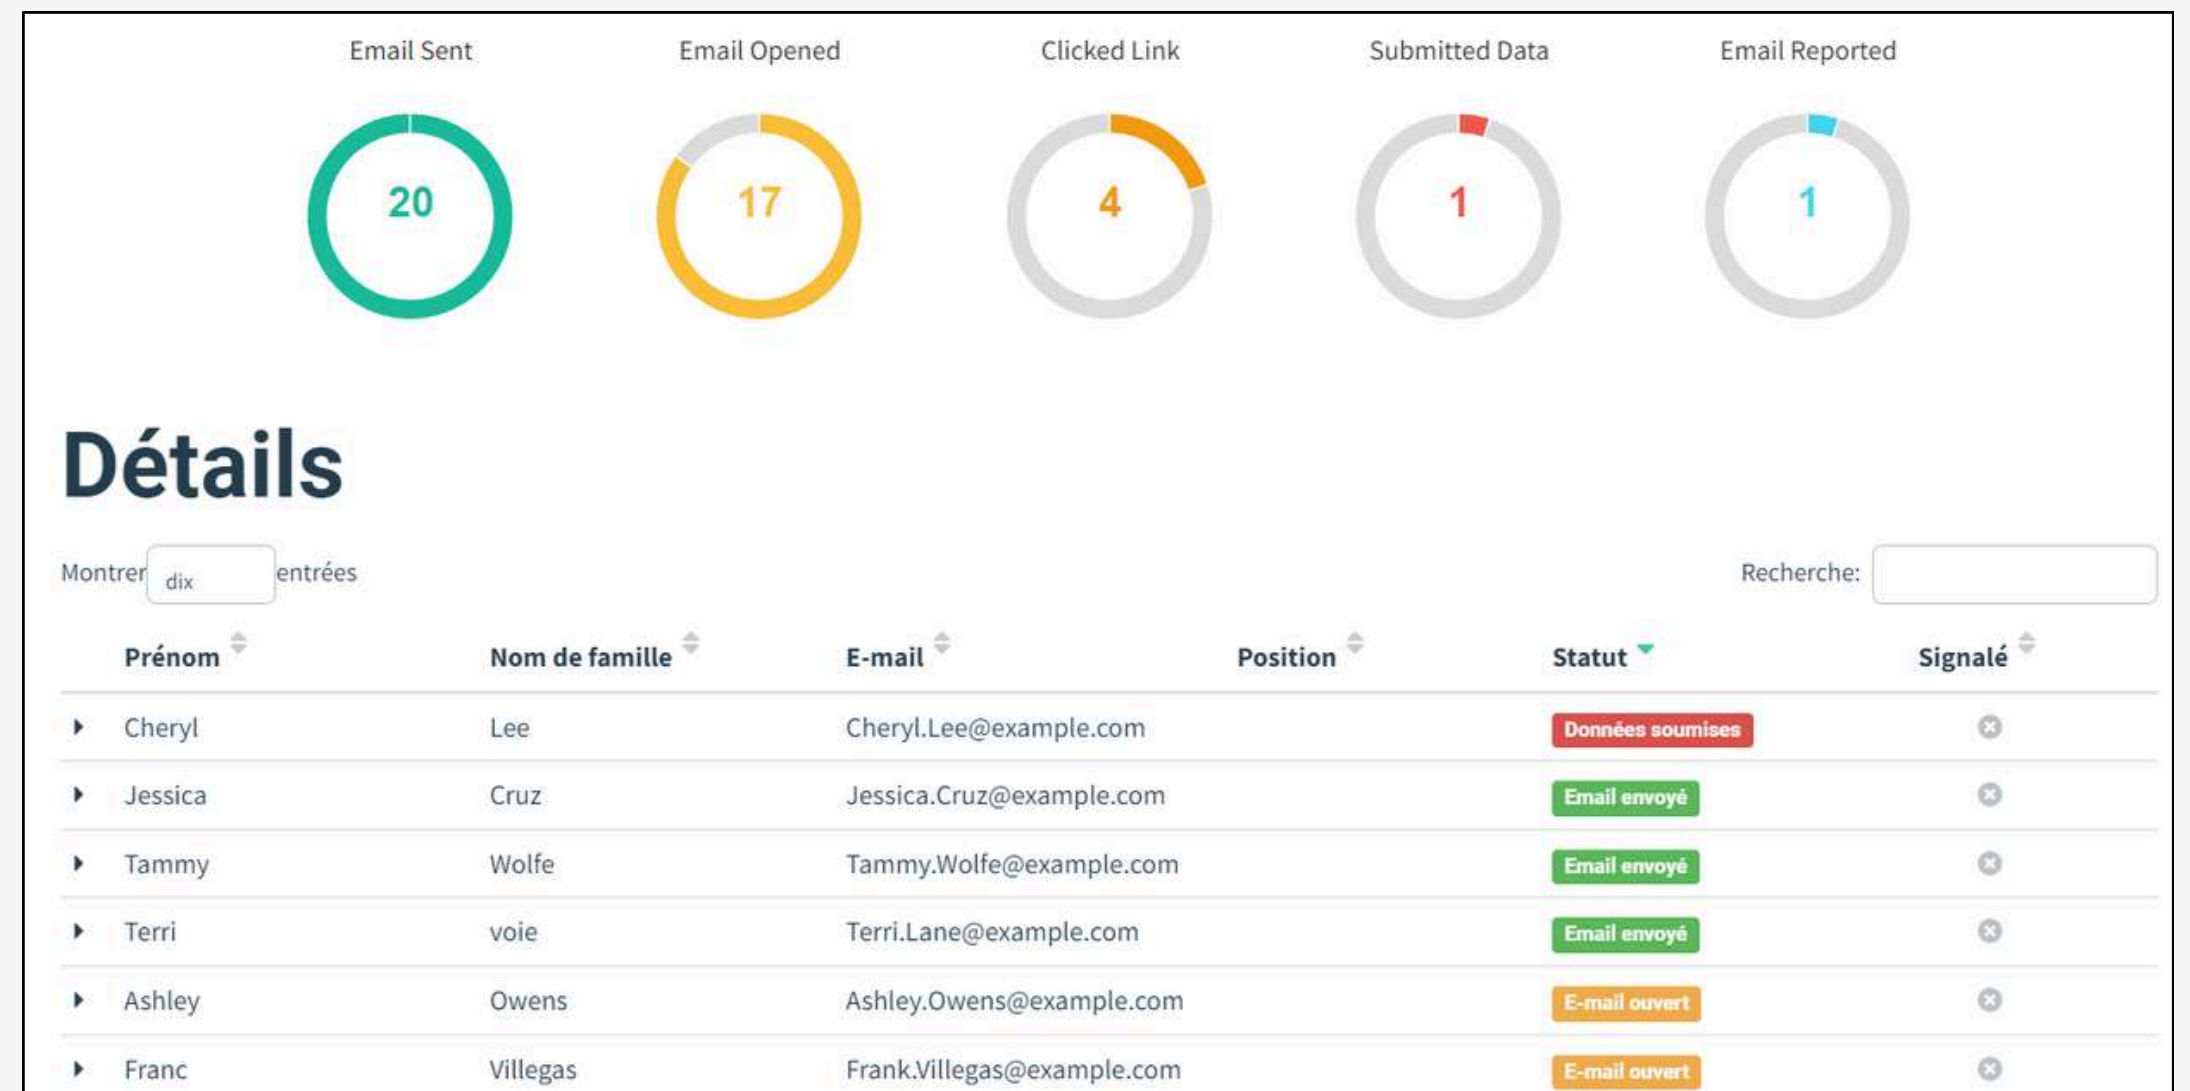 Email Sent Email Opened Clicked Link Submitted Data Email Reported
20 17 4 1 1
Détails
Montrer dix entrées Recherche:
Prénom Nom de famille E-mail Position Statut Signalé
Cheryl Lee Cheryl.Lee@example.com Données soumises
Jessica Cruz Jessica.Cruz@example.com Email envoyé
Tammy Wolfe Tammy.Wolfe@example.com Email envoyé
Terri voie Terri.Lane@example.com Email envoyé
Ashley Owens Ashley.Owens@example.com E-mail ouvert
Franc Villegas Frank.Villegas@example.com E-mail ouvert